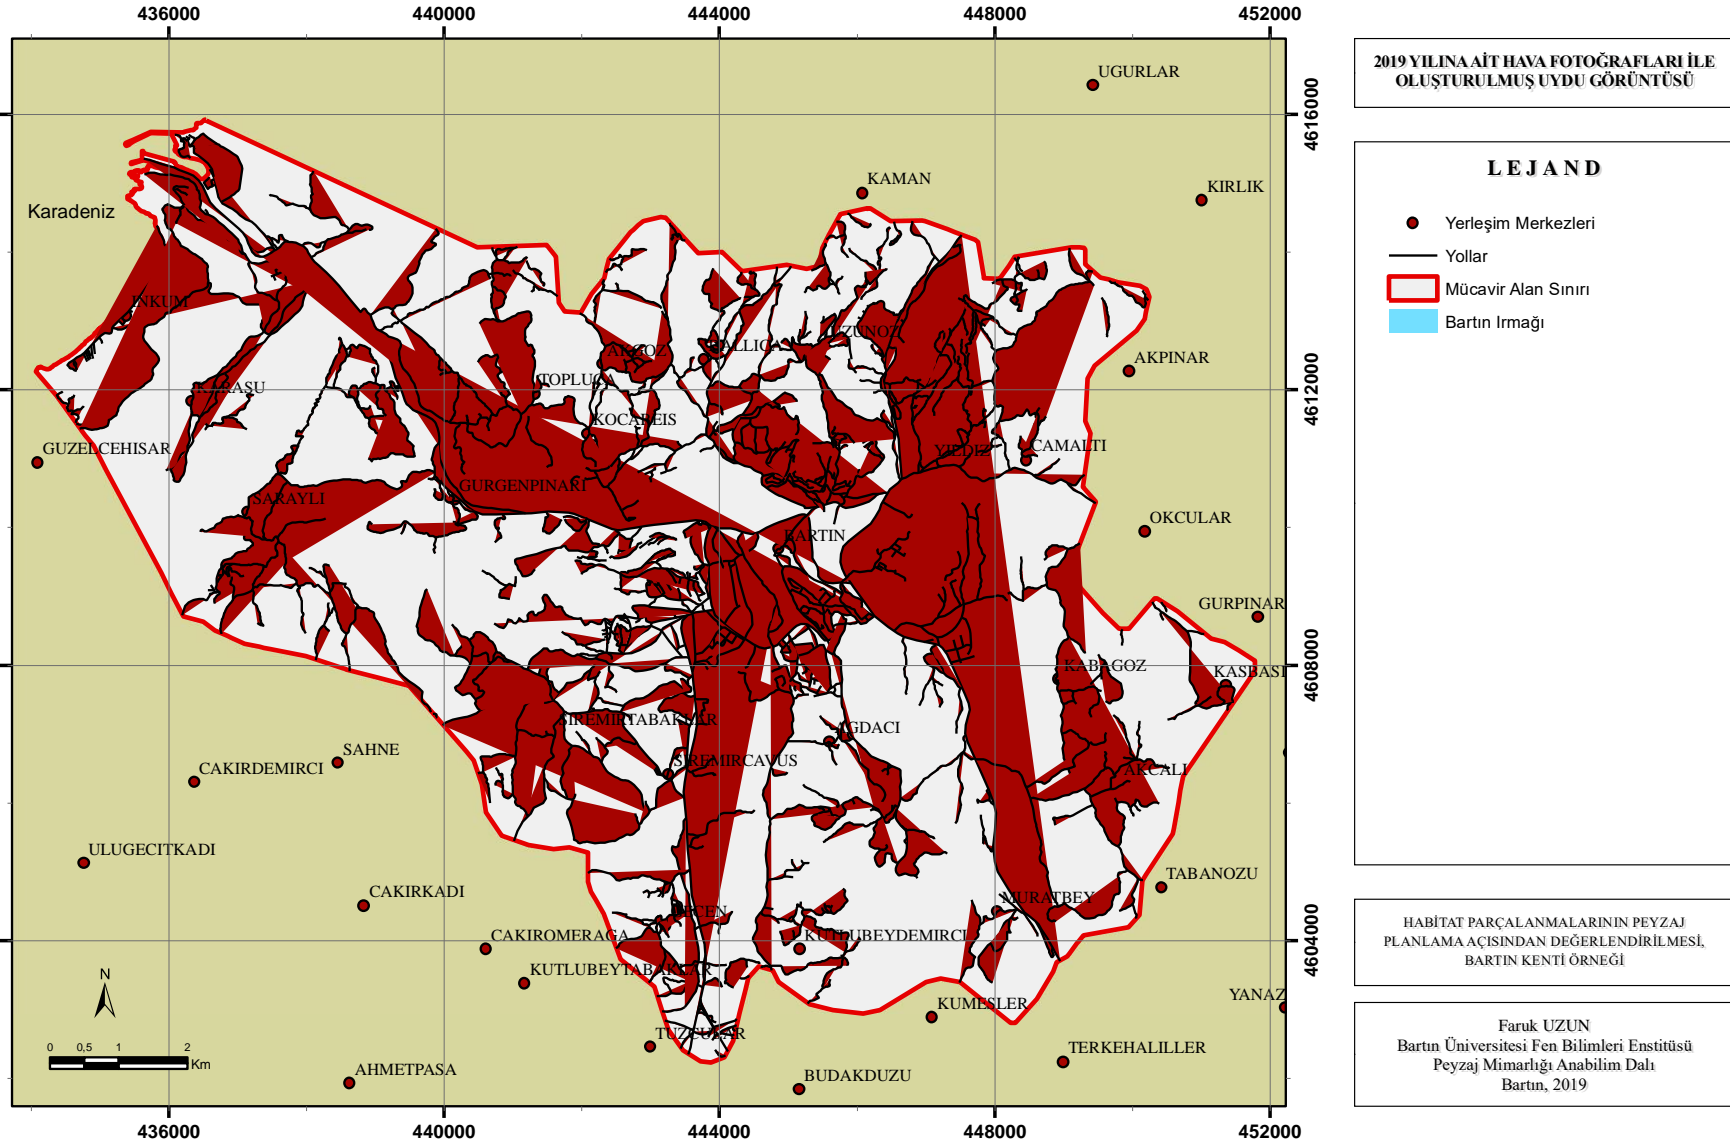 436000
440000
444000
448000
452000
UGURLAR
4616000
KAMAN
KIRLIK
Karadeniz
INKUM
UZUNOZ
BALLICA
AKGOZ
AKPINAR
4612000
TOPLUCA
KARASU
KOCAREIS
GUZELCEHISAR
YILDIZ
CAMALTI
GURGENPINARI
SARAYLI
OKCULAR
BARTIN
GURPINAR
4608000
KABAGOZ
KASBASI
SIREMIRTABAKLAR
AGDACI
SAHNE
SIREMIRCAVUS
CAKIRDEMIRCI
AKCALI
ULUGECITKADI
TABANOZU
CAKIRKADI
MURATBEY
4604000
CAKIROMERAGA
KUTLUBEYDEMIRCI
KUTLUBEYTABAKLAR
YANAZ
KUMESLER
TUZCULAR
TERKEHALILLER
AHMETPASA
BUDAKDUZU
N
0 0,5 1 2
Km
436000
440000
444000
448000
452000
2019 YILINA AİT HAVA FOTOĞRAFLARI İLE
OLUŞTURULMUŞ UYDU GÖRÜNTÜSÜ
LEJAND
Yerleşim Merkezleri
Yollar
Mücavir Alan Sınırı
Bartın Irmağı
HABİTAT PARÇALANMALARININ PEYZAJ
PLANLAMA AÇISINDAN DEĞERLENDİRİLMESİ,
BARTIN KENTİ ÖRNEĞİ
Faruk UZUN
Bartın Üniversitesi Fen Bilimleri Enstitüsü
Peyzaj Mimarlığı Anabilim Dalı
Bartın, 2019